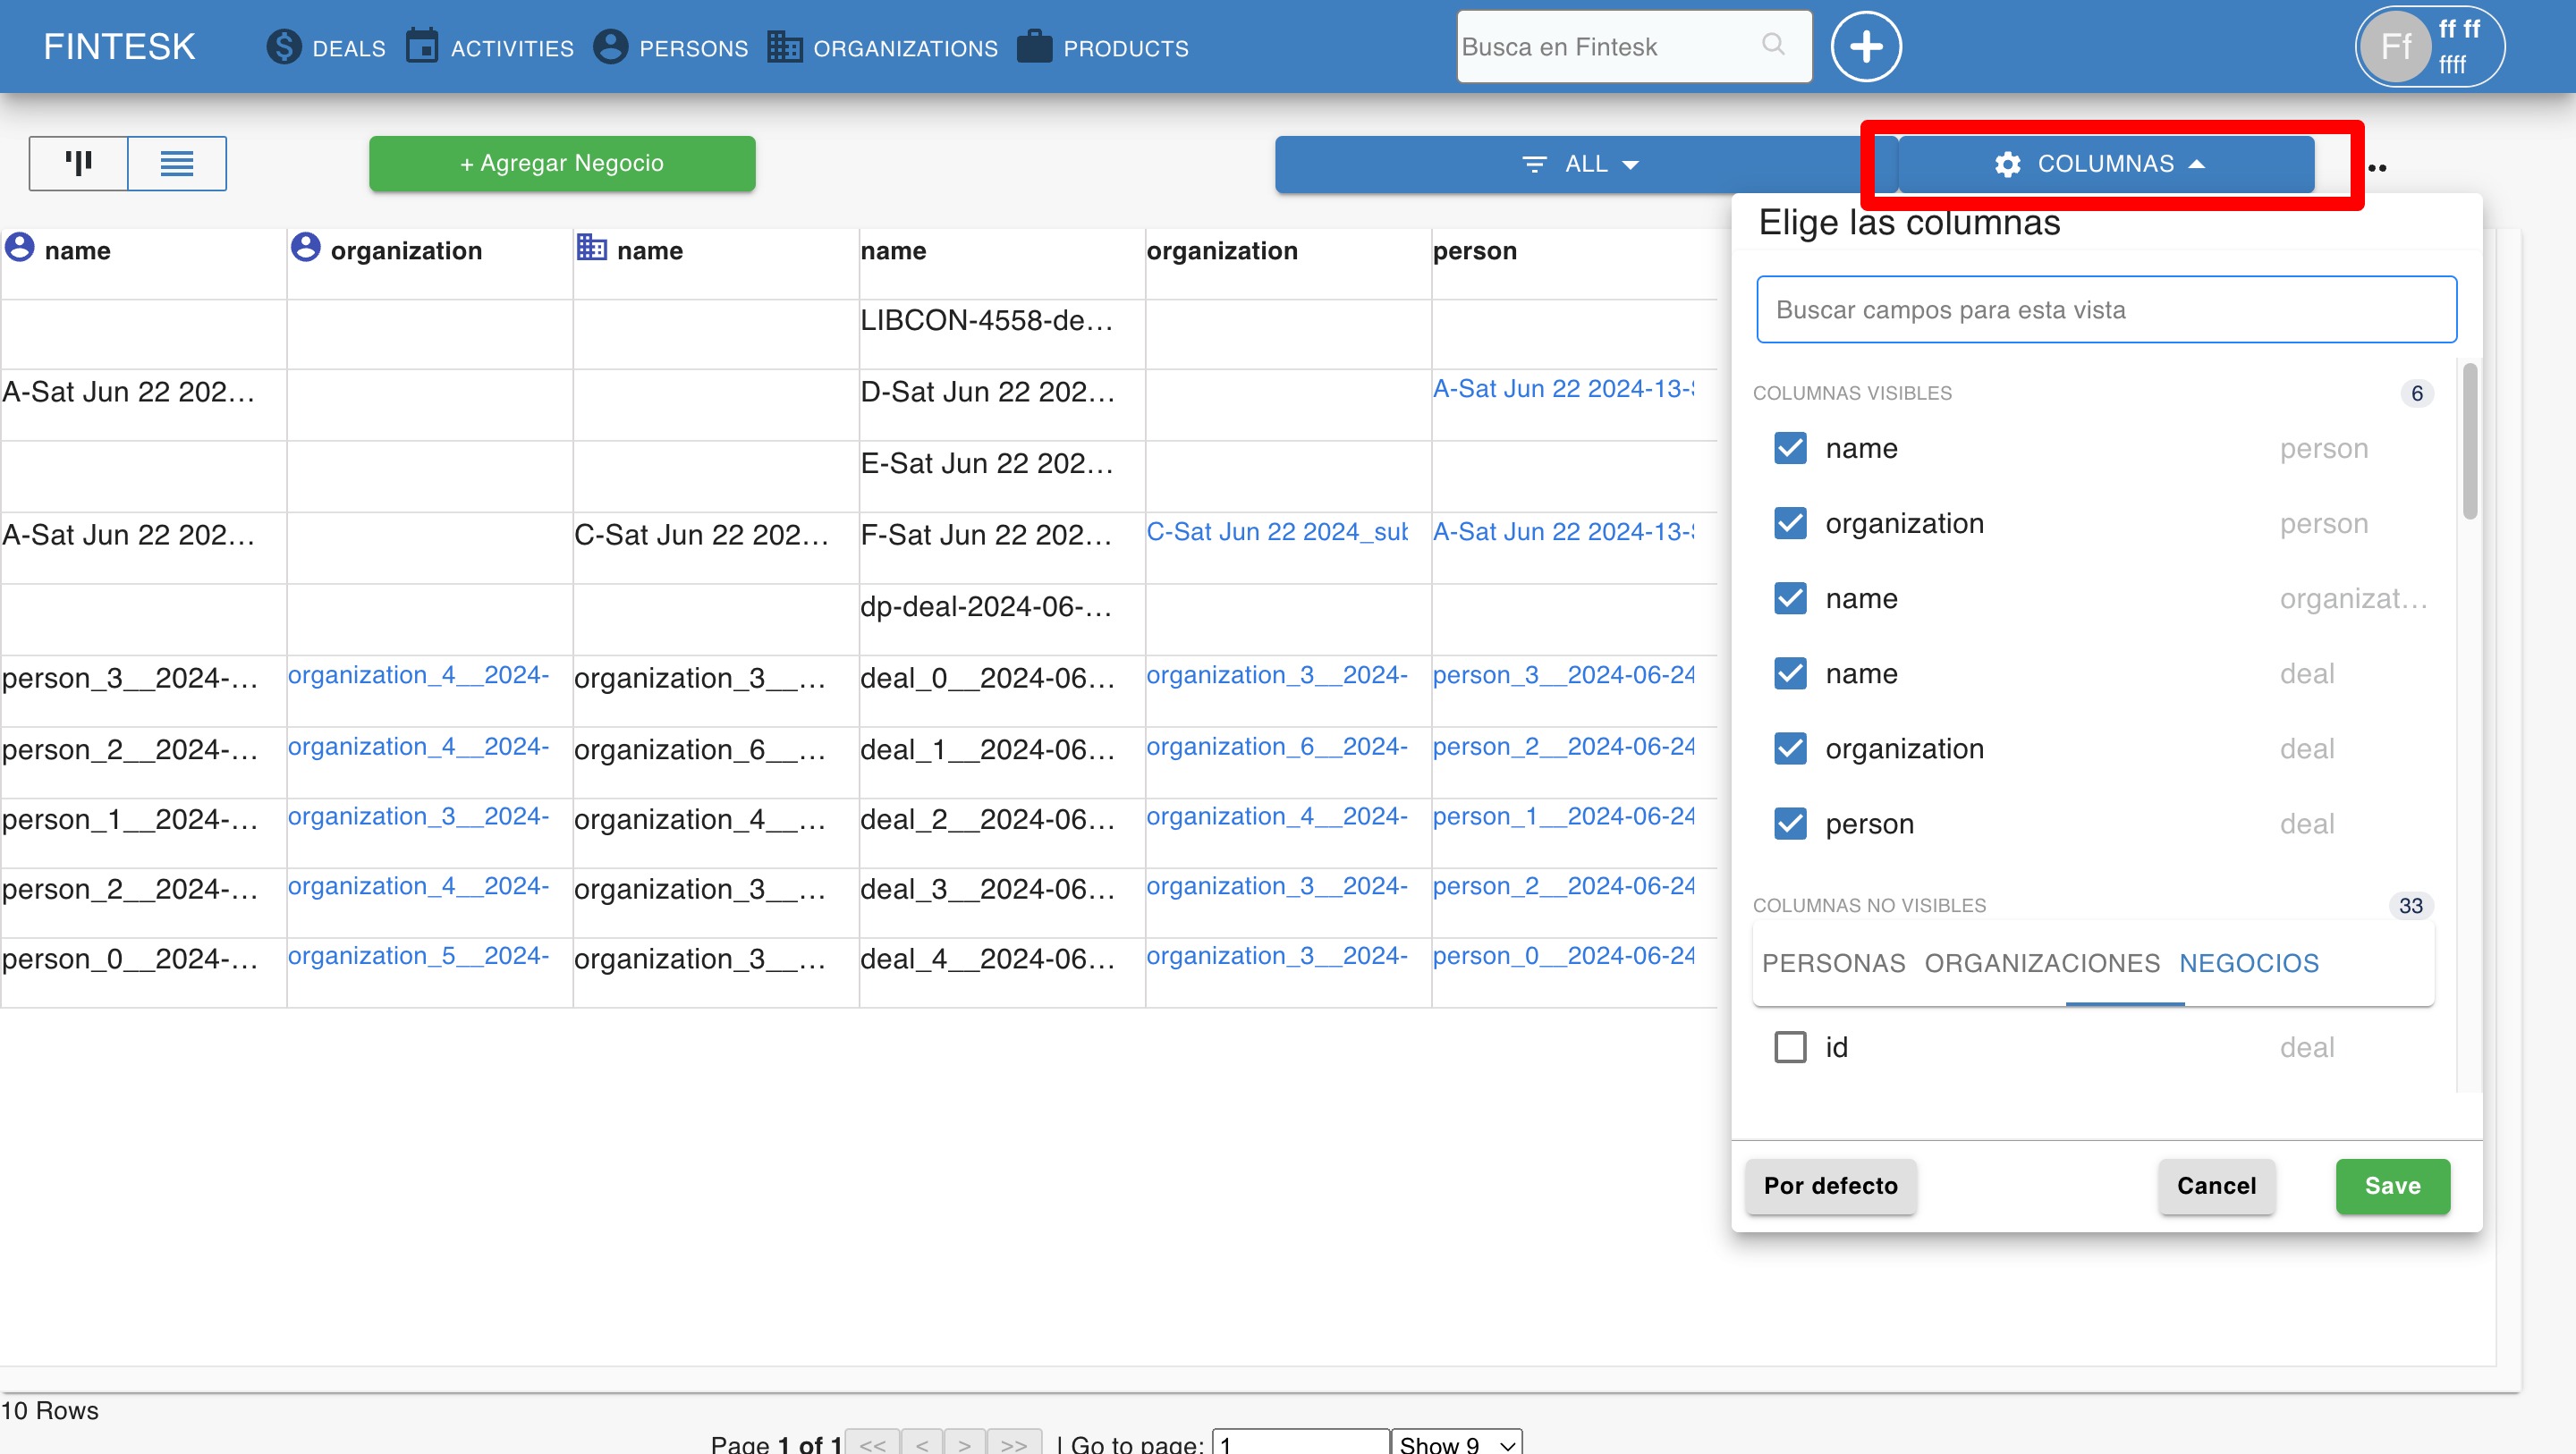 FINTESK DEALS ACTIVITIES PERSONS ORGANIZATIONS PRODUCTS Busca en Fintesk Ff ff ff
ffff
+ Agregar Negocio ALL COLUMNAS
Elige las columnas
name organization name name organization person
Buscar campos para esta vista
LIBCON-4558-de...
COLUMNAS VISIBLES 6
A-Sat Jun 22 202... D-Sat Jun 22 202... A-Sat Jun 22 2024-13-
name person
E-Sat Jun 22 202...
organization person
A-Sat Jun 22 202... C-Sat Jun 22 202... F-Sat Jun 22 202... C-Sat Jun 22 2024_sub A-Sat Jun 22 2024-13-
name organizat...
dp-deal-2024-06-...
person_3__2024-... organization_4__2024- organization_3__... deal_0__2024-06... organization_3__2024- person_3__2024-06-24
name deal
person_2__2024-... organization_4__2024- organization_6__... deal_1__2024-06... organization_6__2024- person_2__2024-06-24
organization deal
person_1__2024-... organization_3__2024- organization_4__... deal_2__2024-06... organization_4__2024- person_1__2024-06-24
person deal
person_2__2024-... organization_4__2024- organization_3__... deal_3__2024-06... organization_3__2024- person_2__2024-06-24
COLUMNAS NO VISIBLES 33
person_0__2024-... organization_5__2024- organization_3__... deal_4__2024-06... organization_3__2024- person_0__2024-06-24
PERSONAS ORGANIZACIONES NEGOCIOS
id deal
Por defecto Cancel Save
10 Rows
Page 1 of 1 << < > >> | Go to page: 1 Show 9